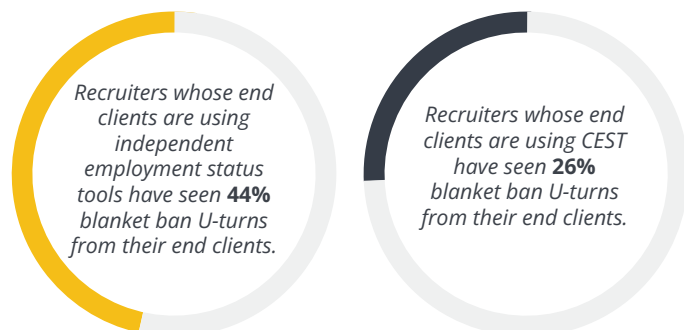 Recruiters whose end
clients are using
independent
employment status
tools have seen 44%
blanket ban U-turns
from their end clients.
Recruiters whose end
clients are using CEST
have seen 26%
blanket ban U-turns
from their end clients.